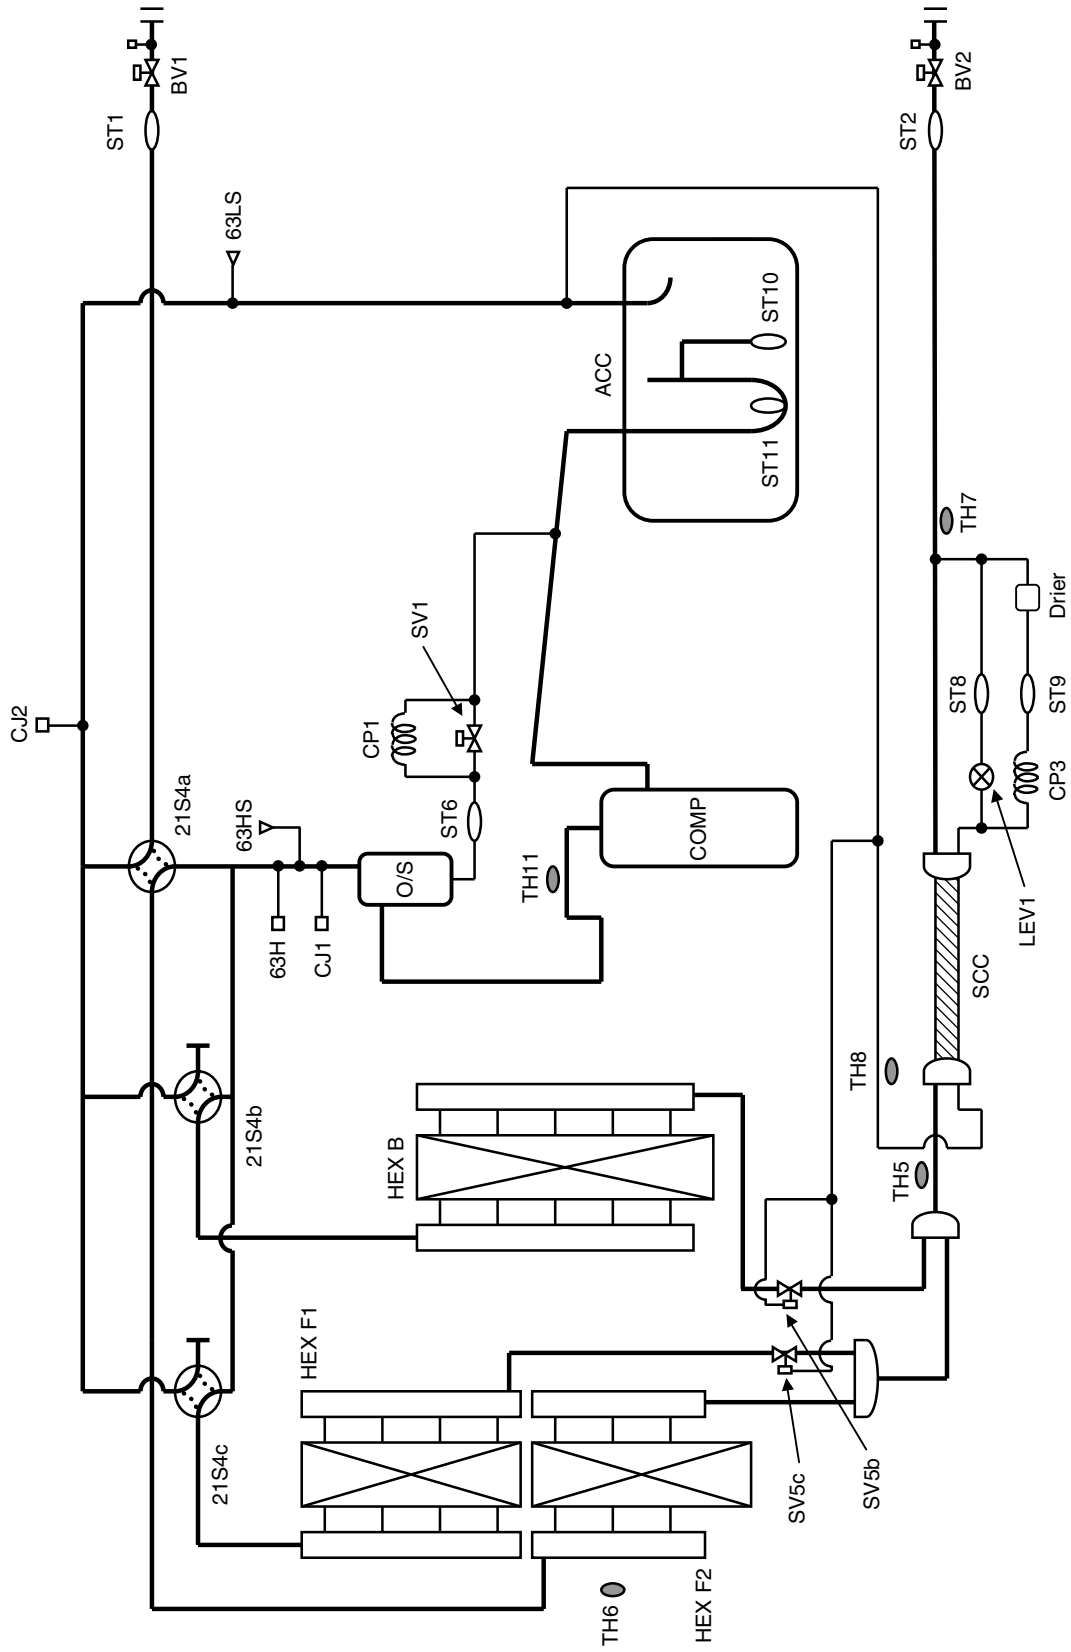 CJ2
21S4a
21S4b
21S4c
HEX F1
HEX F2
TH6
HEX B
63H
CJ1
63HS
O/S
TH11
COMP
ST6
CP1
SV1
63LS
ST1
BV1
ACC
ST11
ST10
ST2
BV2
TH7
ST8
ST9
Drier
CP3
LEV1
SCC
TH8
TH5
SV5b
SV5c